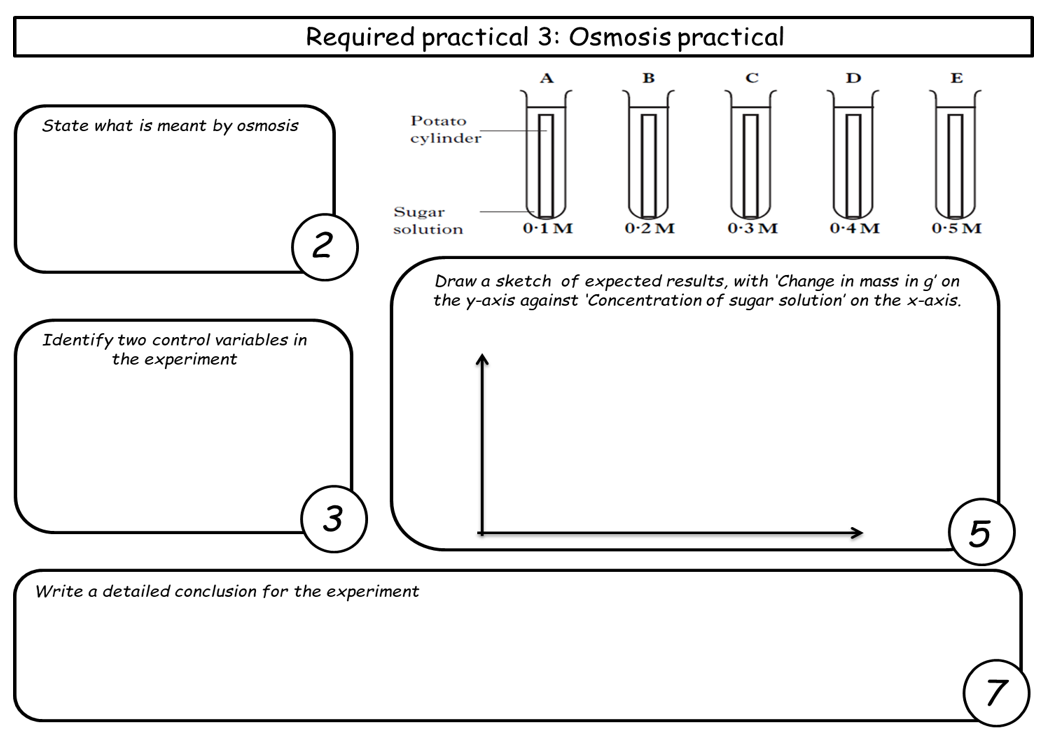 Required practical 3: Osmosis practical
A B C D E
Potato
cylinder
Sugar
solution
0·1 M 0·2 M 0·3 M 0·4 M 0·5 M
State what is meant by osmosis
2
Draw a sketch of expected results, with ‘Change in mass in g’ on
the y-axis against ‘Concentration of sugar solution’ on the x-axis.
5
Identify two control variables in
the experiment
3
Write a detailed conclusion for the experiment
7